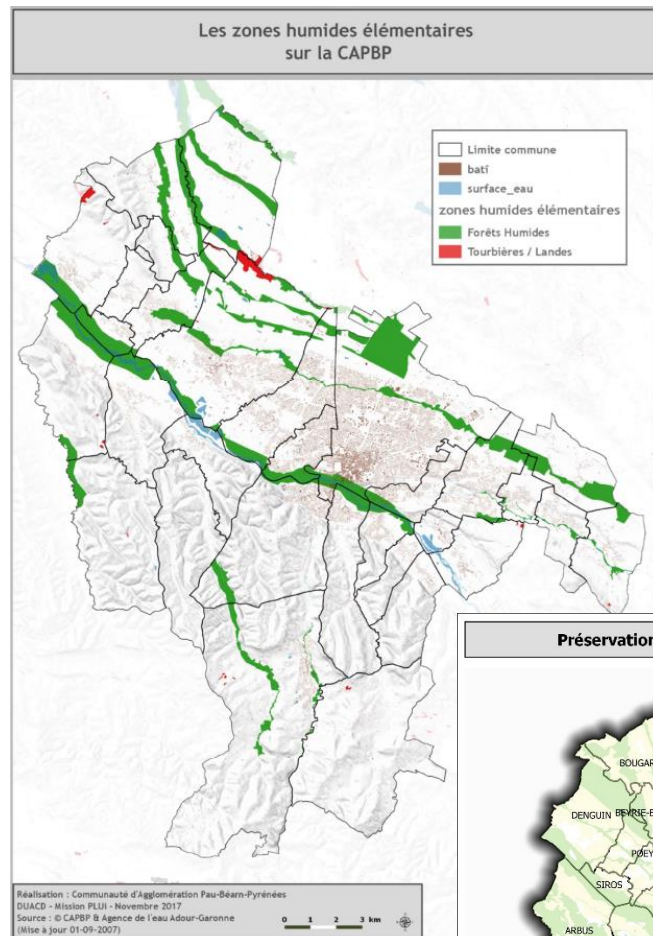 Les zones humides élémentaires
sur la CAPBP
Limite commune
bati
surface_eau
zones humides élémentaires
Forêts Humides
Tourbières / Landes
Réalisation : Communauté d'Agglomération Pau-Béarn-Pyrénées
DUACD - Mission PLUi - Novembre 2017
Source : © CAPBP & Agence de l'eau Adour-Garonne
(Mise à jour 01-09-2007)
0 1 2 3 km
Préservation
BOUGAR
DENGUIN
SIROS
ARBUS